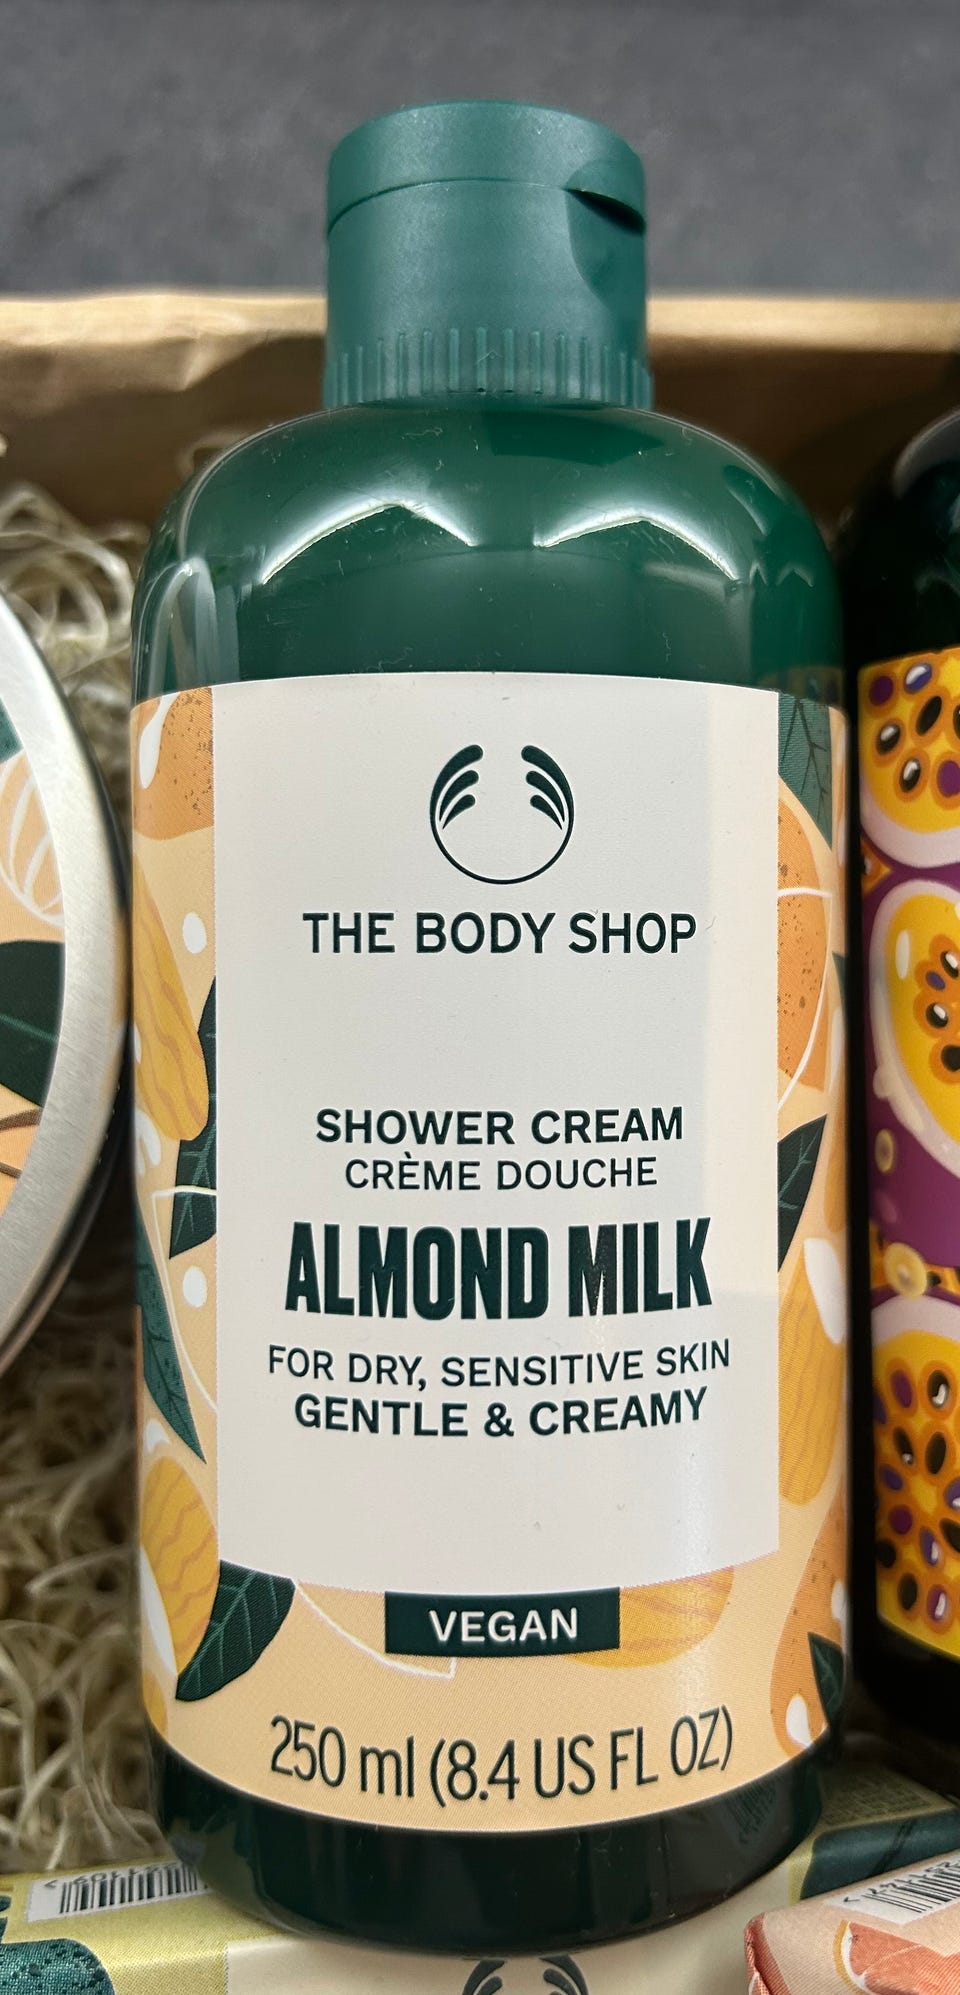 THE BODY SHOP
SHOWER CREAM
CRÈME DOUCHE
ALMOND MILK
FOR DRY, SENSITIVE SKIN
GENTLE & CREAMY
VEGAN
250 ml (8.4 US FL OZ)